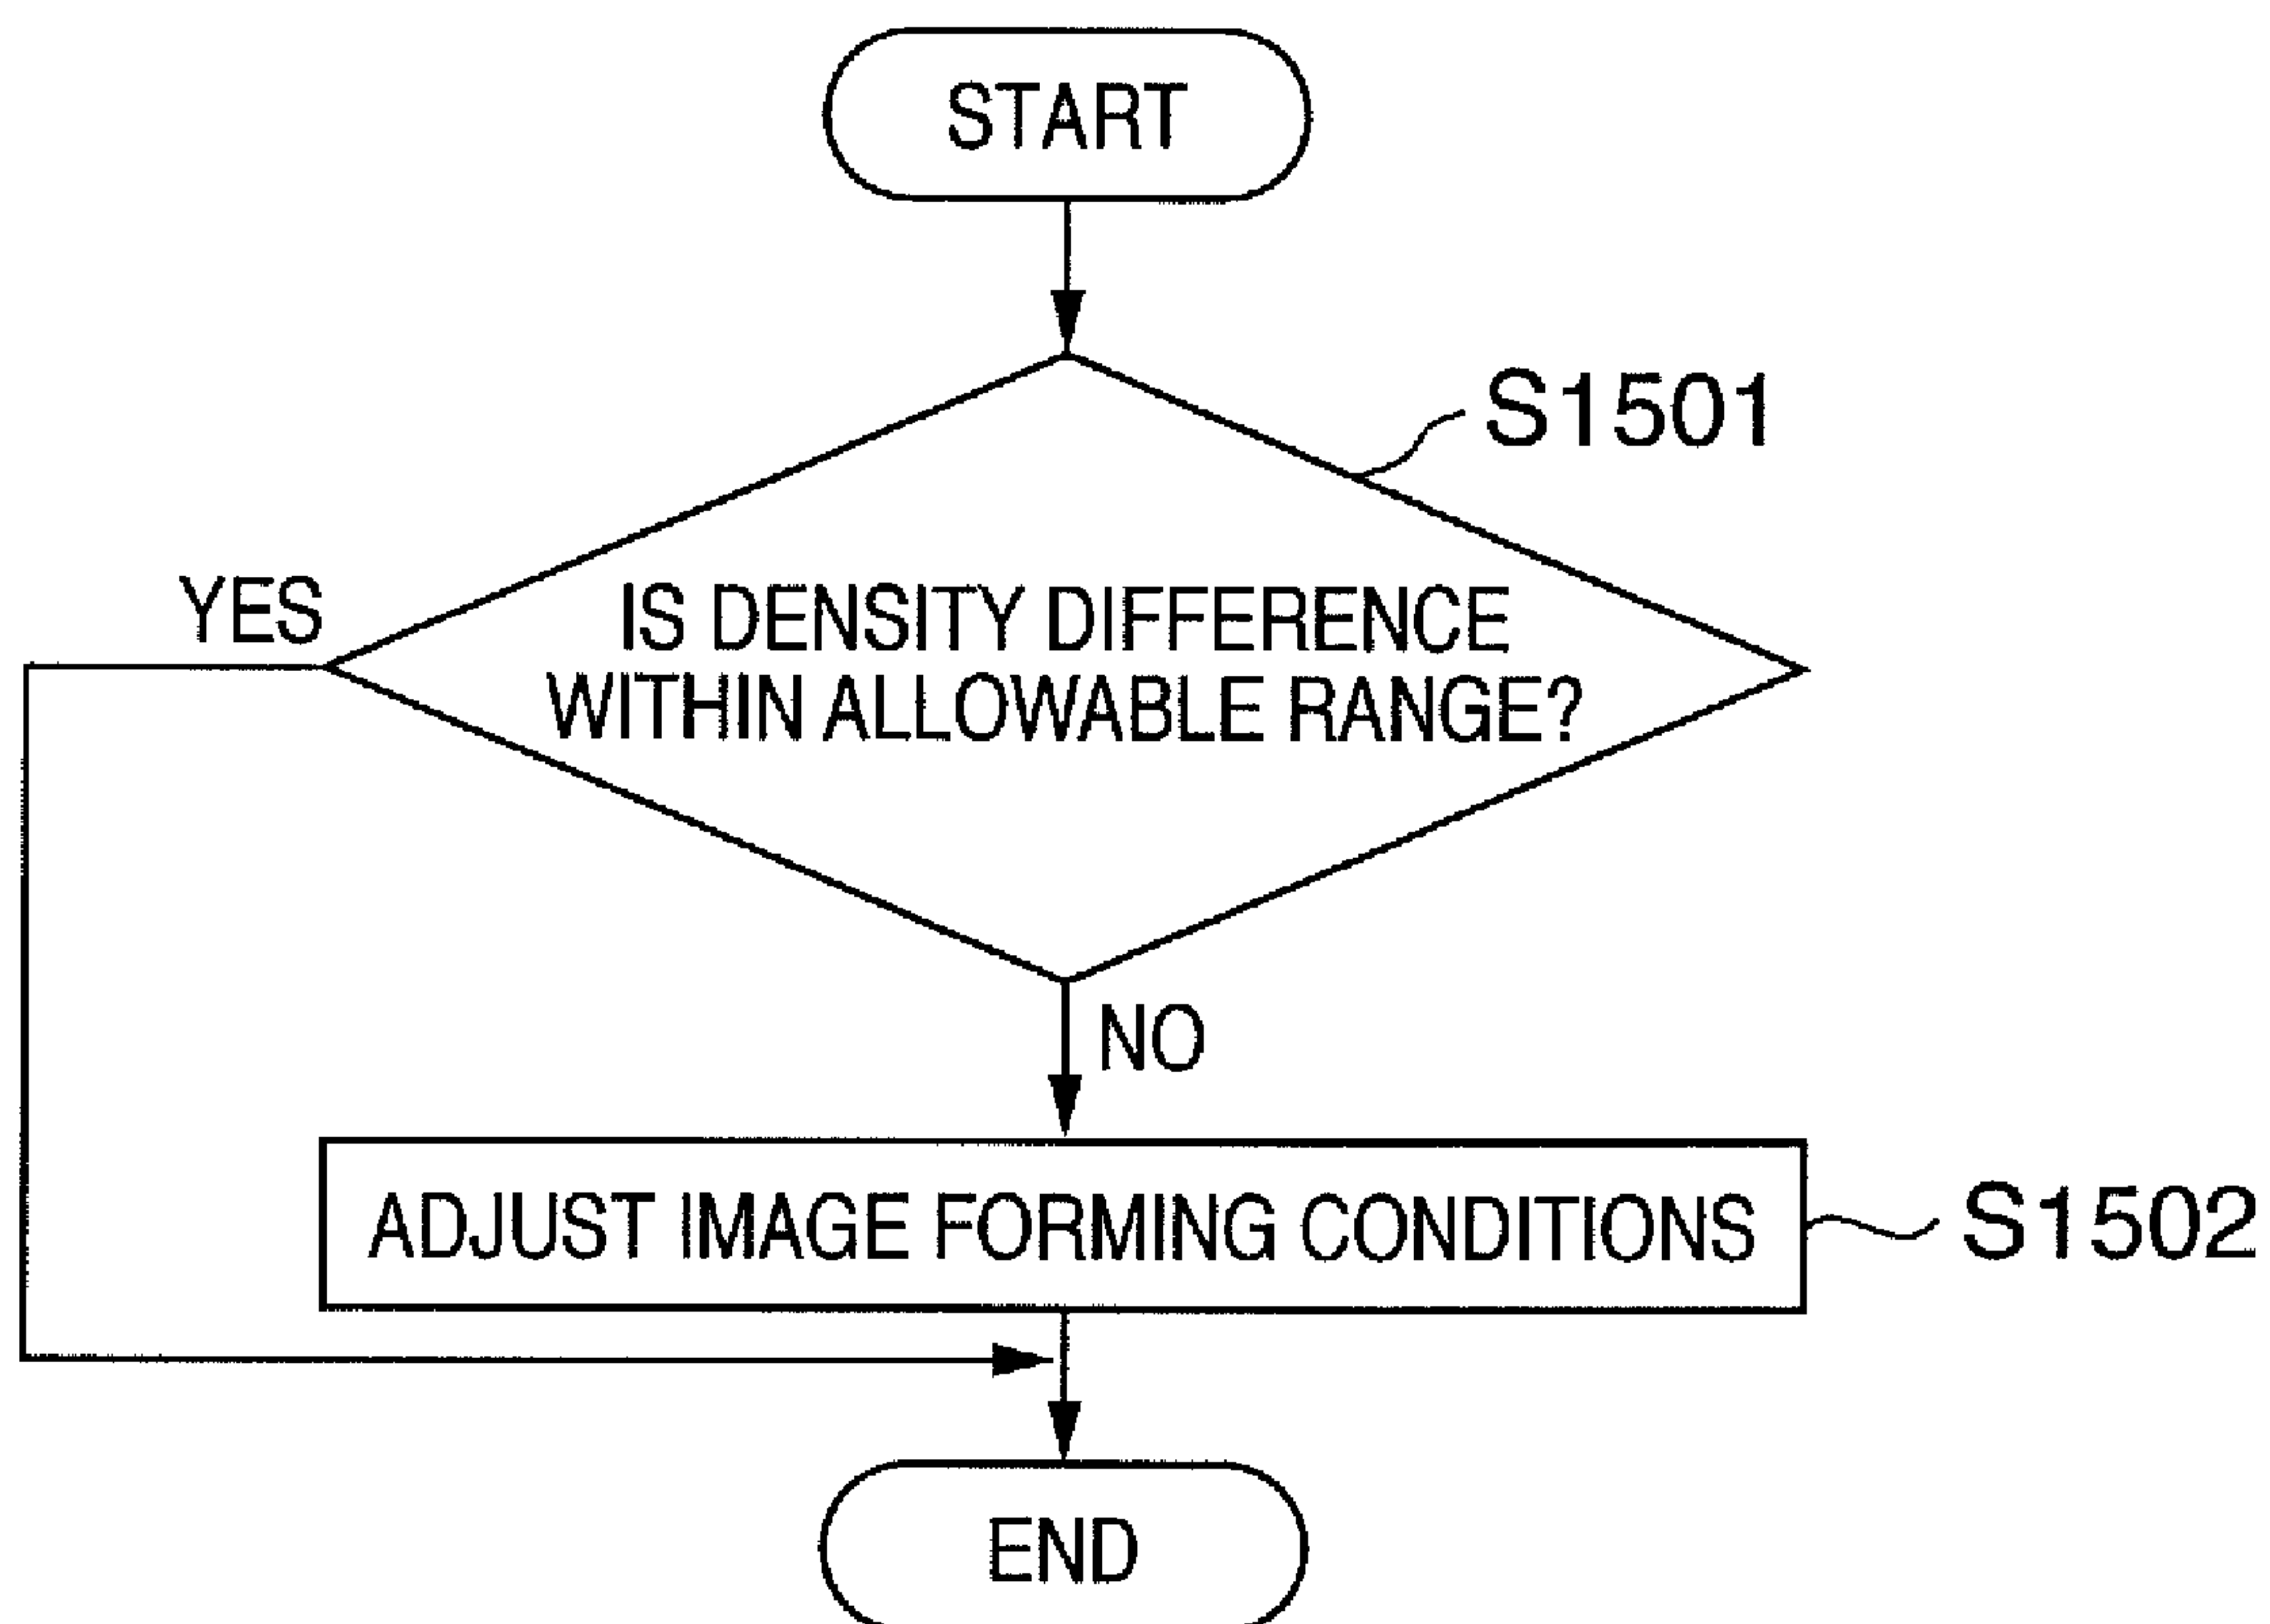 START
S1501
YES
IS DENSITY DIFFERENCE
WITHIN ALLOWABLE RANGE?
NO
ADJUST IMAGE FORMING CONDITIONS
S1502
END